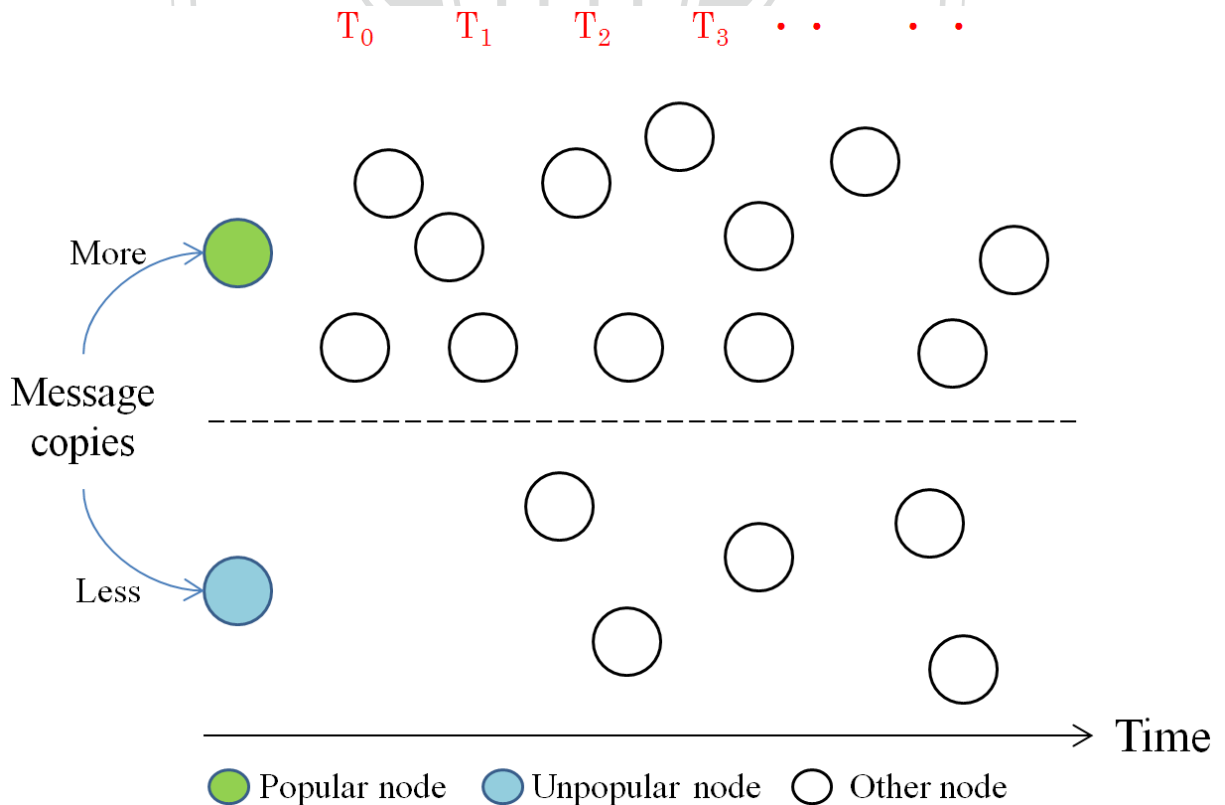 T0 T1 T2 T3 • • • •
More
Message
copies
Less
Time
Popular node Unpopular node Other node